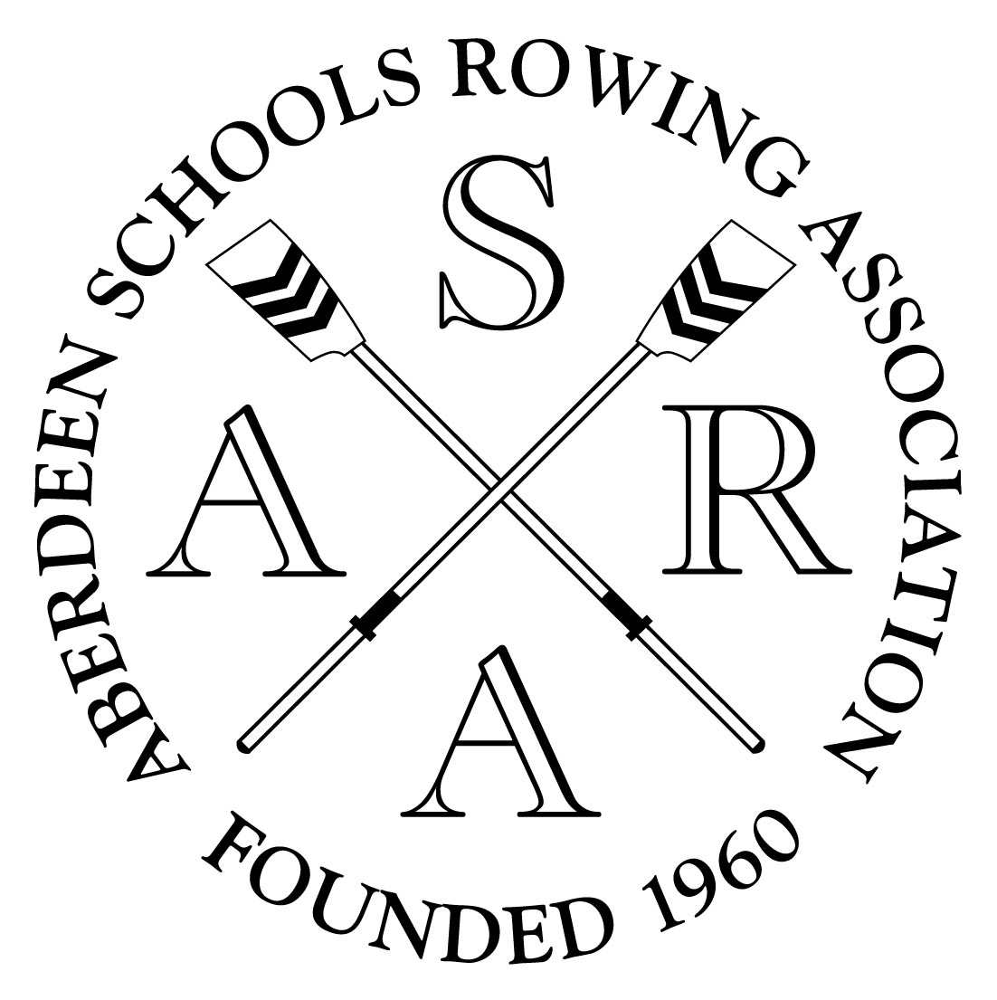 ABERDEEN SCHOOLS ROWING ASSOCIATION
S
A R
A
FOUNDED 1960